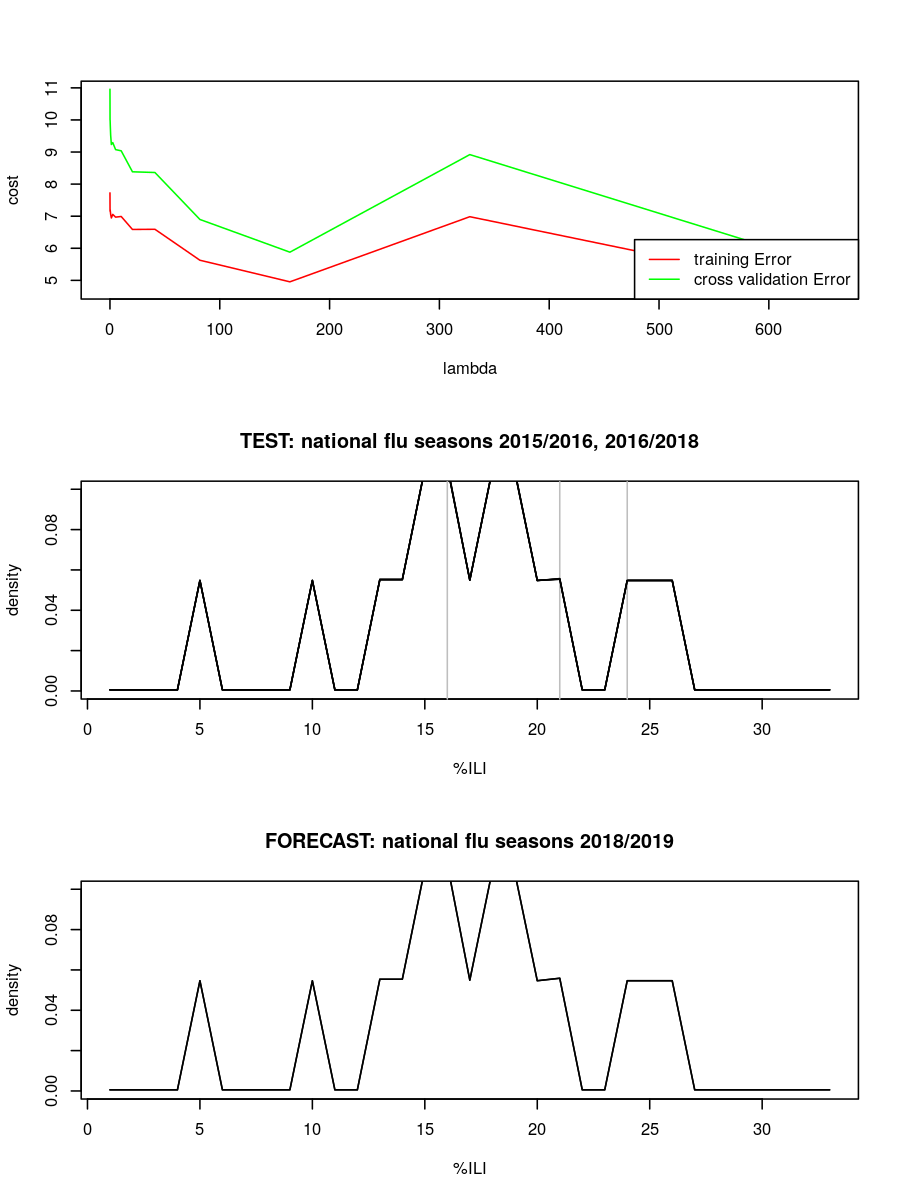 11
10
9
8
7
6
5
cost
training Error
cross validation Error
0 100 200 300 400 500 600
lambda
TEST: national flu seasons 2015/2016, 2016/2018
0.08
0.04
0.00
density
0 5 10 15 20 25 30
%ILI
FORECAST: national flu seasons 2018/2019
0.08
0.04
0.00
density
0 5 10 15 20 25 30
%ILI